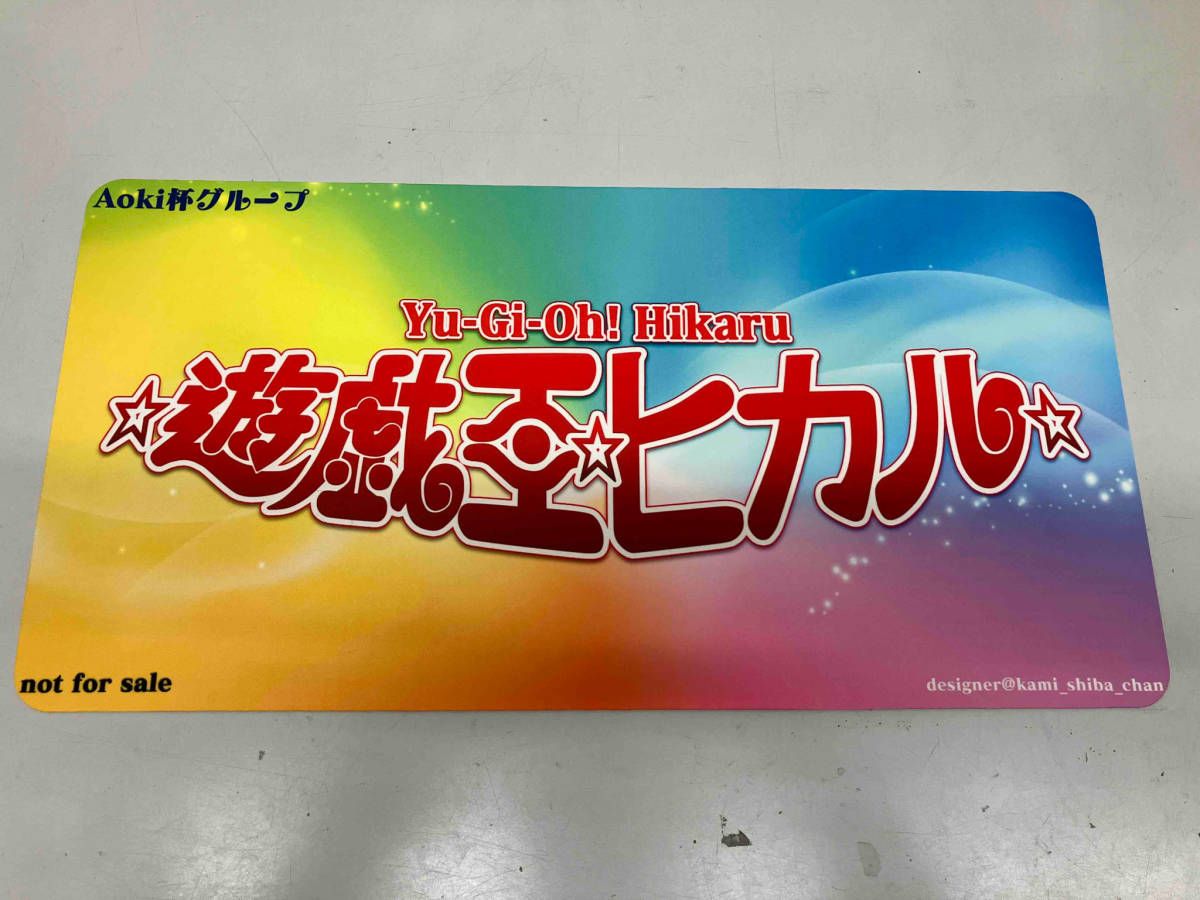 Aoki杯グループ
Yu-Gi-Oh! Hikaru
☆遊戯王☆ヒカル☆
not for sale
designer@kami_shiba_chan